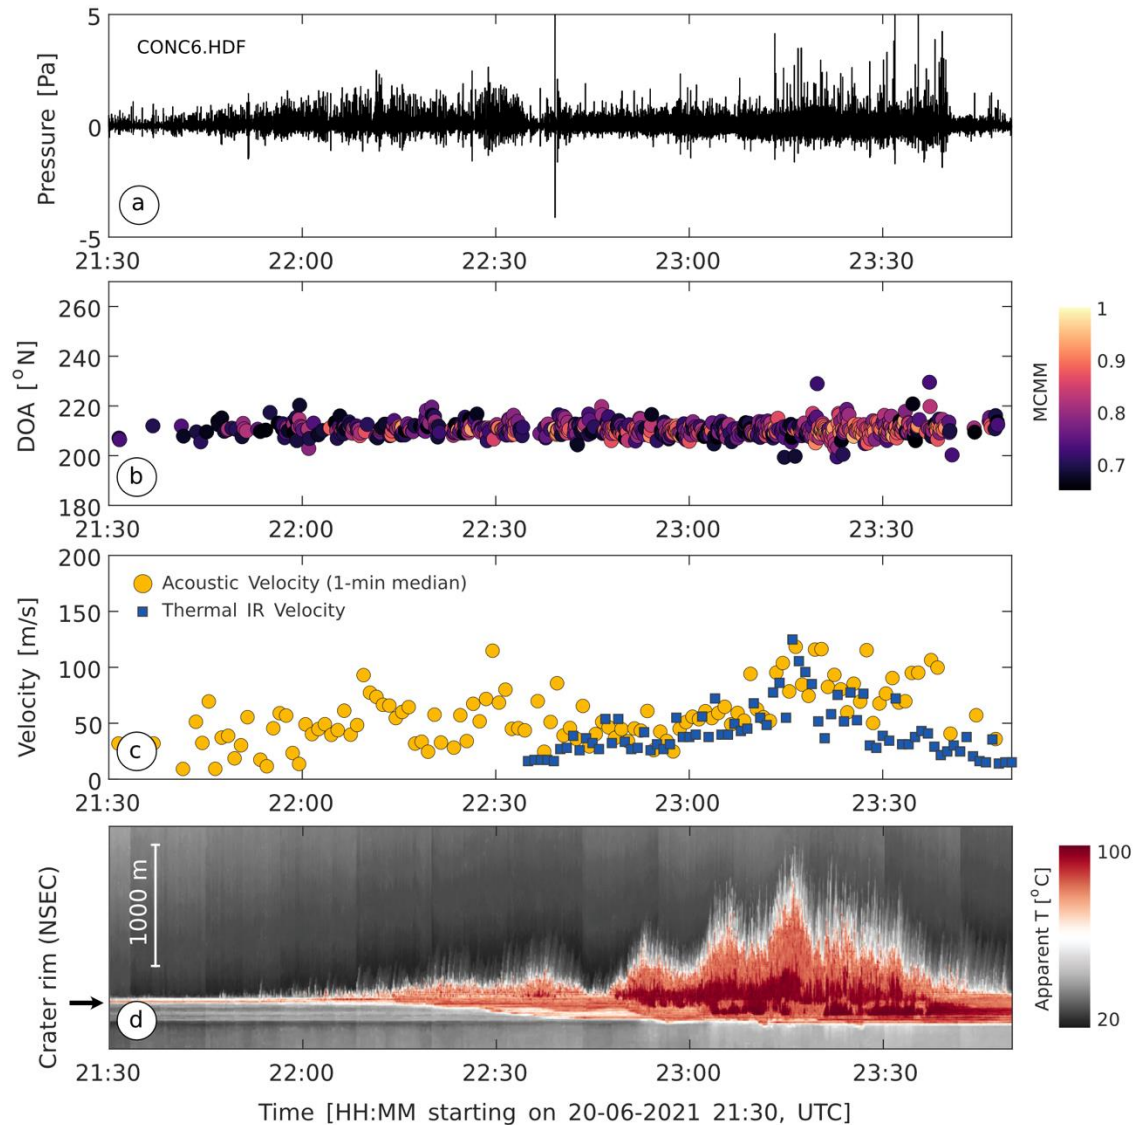 5
0
-5
Pressure [Pa]
CONC6.HDF
a
21:30 22:00 22:30 23:00 23:30
260
240
220
200
180
DOA [°N]
b
21:30 22:00 22:30 23:00 23:30
1
0.9
0.8
0.7
MCMM
200
150
100
50
0
Velocity [m/s]
Acoustic Velocity (1-min median)
Thermal IR Velocity
c
21:30 22:00 22:30 23:00 23:30
Crater rim (NSEC)
1000 m
d
100
20
Apparent T [°C]
21:30 22:00 22:30 23:00 23:30
Time [HH:MM starting on 20-06-2021 21:30, UTC]